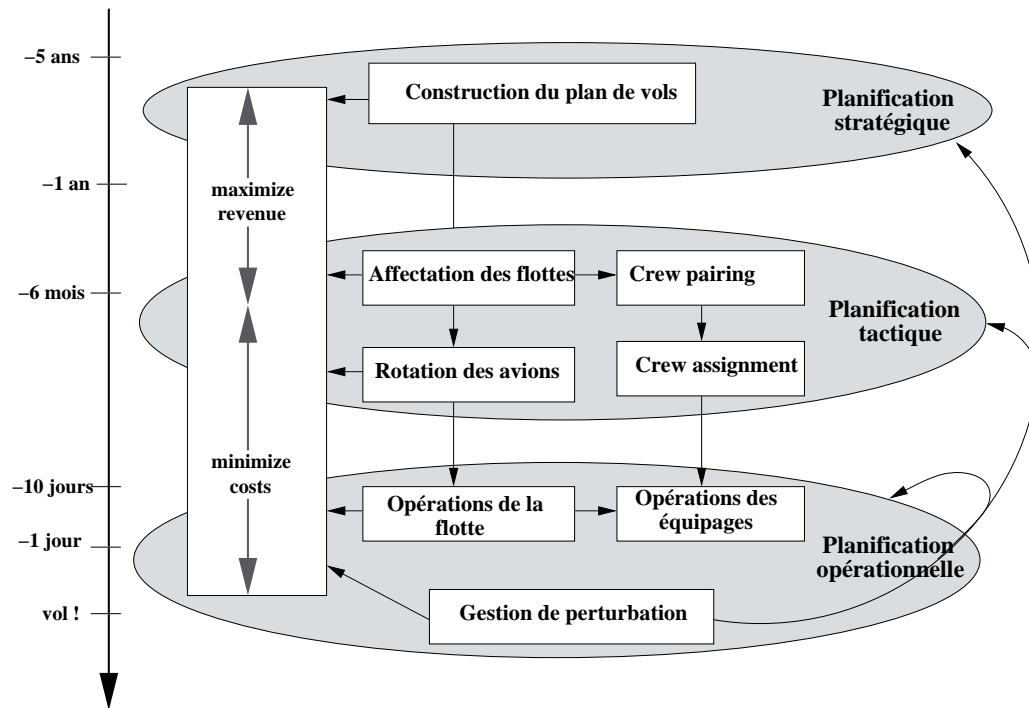 −5 ans
Construction du plan de vols
Planification
stratégique
−1 an
maximize
revenue
Affectation des flottes
Crew pairing
−6 mois
Planification
tactique
Rotation des avions
Crew assignment
minimize
costs
−10 jours
Opérations de la
flotte
Opérations des
équipages
−1 jour
Planification
opérationnelle
vol !
Gestion de perturbation